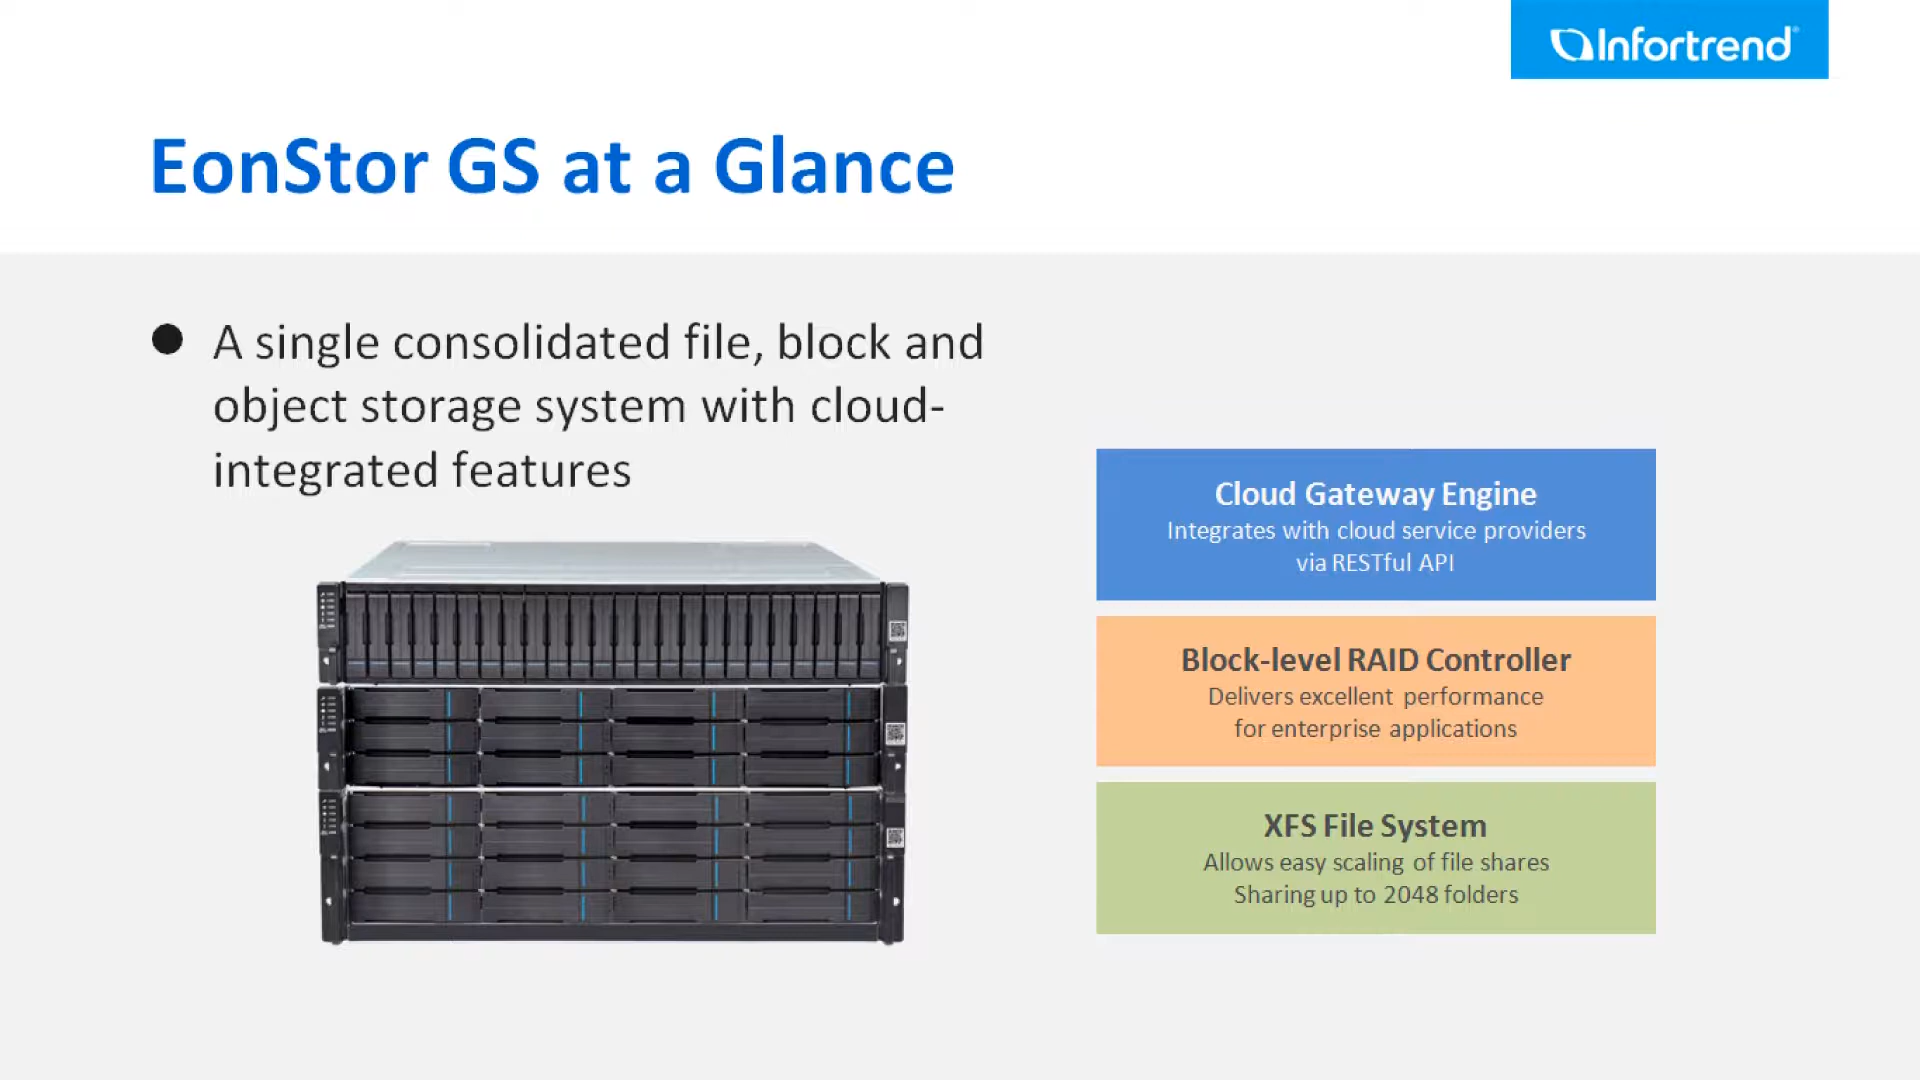 Infortrend
EonStor GS at a Glance
A single consolidated file, block and
object storage system with cloud-
integrated features
Cloud Gateway Engine
Integrates with cloud service providers
via RESTful API
Block-level RAID Controller
Delivers excellent performance
for enterprise applications
XFS File System
Allows easy scaling of file shares
Sharing up to 2048 folders